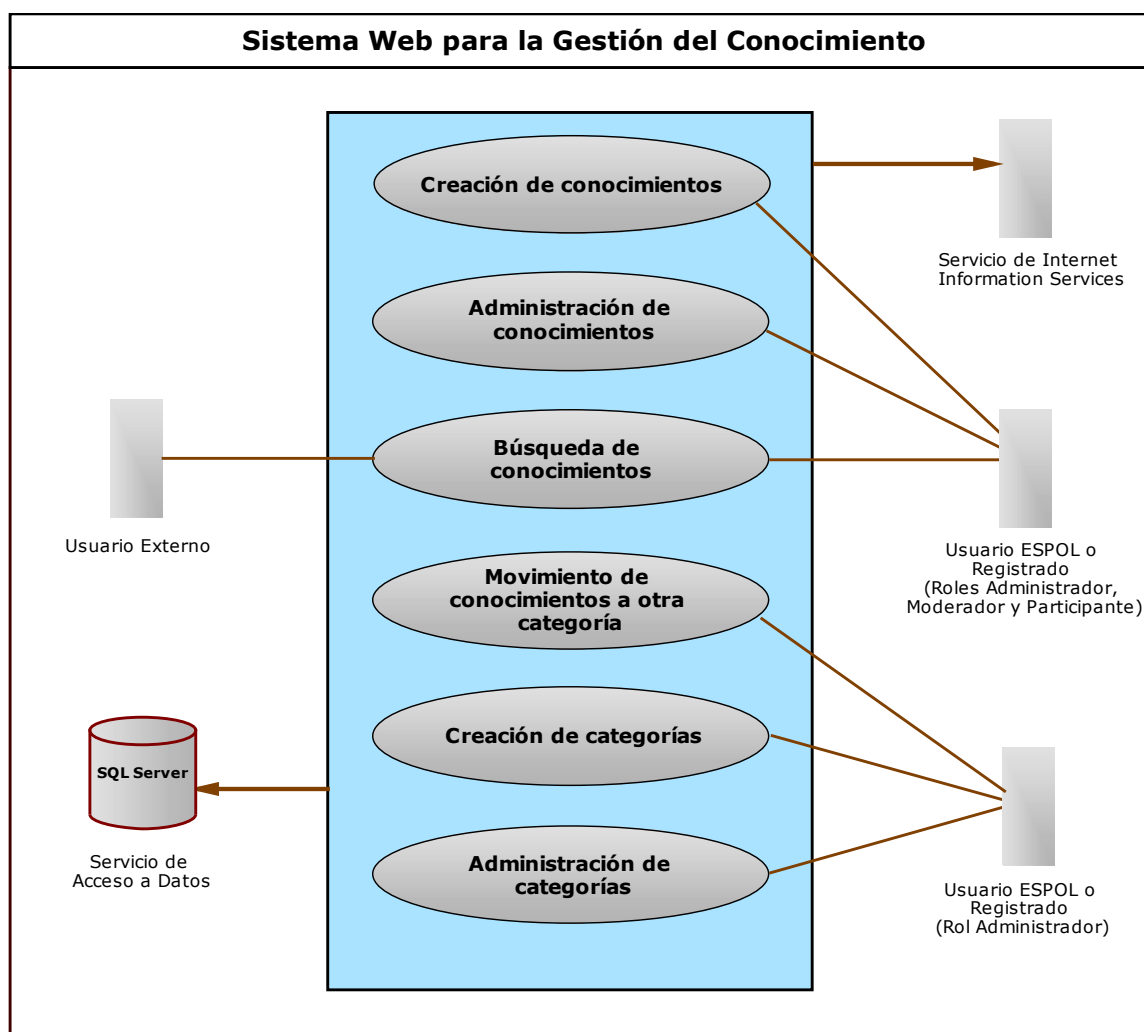 Sistema Web para la Gestión del Conocimiento
Creación de conocimientos
Servicio de Internet
Information Services
Administración de
conocimientos
Búsqueda de
conocimientos
Usuario Externo
Usuario ESPOL o
Registrado
(Roles Administrador,
Moderador y Participante)
Movimiento de
conocimientos a otra
categoría
Creación de categorías
SQL Server
Servicio de
Acceso a Datos
Administración de
categorías
Usuario ESPOL o
Registrado
(Rol Administrador)